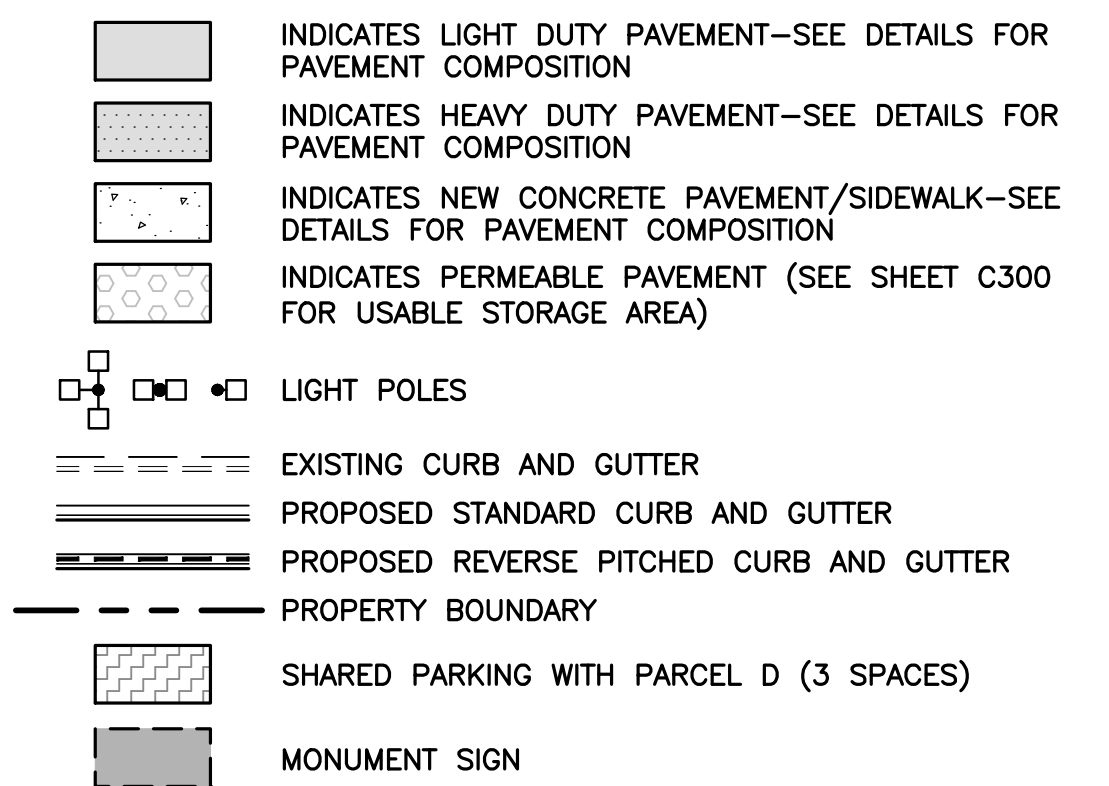 INDICATES LIGHT DUTY PAVEMENT–SEE DETAILS FOR
PAVEMENT COMPOSITION
INDICATES HEAVY DUTY PAVEMENT–SEE DETAILS FOR
PAVEMENT COMPOSITION
INDICATES NEW CONCRETE PAVEMENT/SIDEWALK–SEE
DETAILS FOR PAVEMENT COMPOSITION
INDICATES PERMEABLE PAVEMENT (SEE SHEET C300
FOR USABLE STORAGE AREA)
LIGHT POLES
EXISTING CURB AND GUTTER
PROPOSED STANDARD CURB AND GUTTER
PROPOSED REVERSE PITCHED CURB AND GUTTER
PROPERTY BOUNDARY
SHARED PARKING WITH PARCEL D (3 SPACES)
MONUMENT SIGN